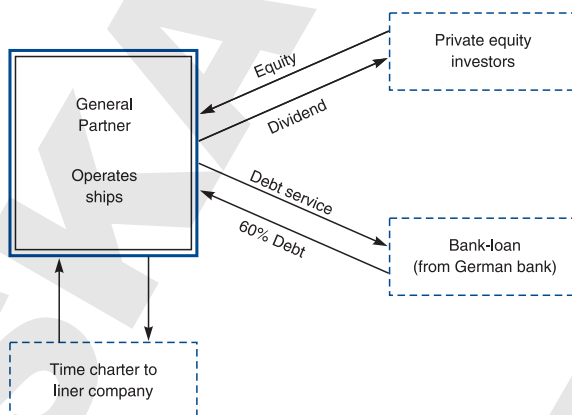 General
Partner
Operates
ships
Equity
Dividend
Private equity
investors
Debt service
60% Debt
Bank-loan
(from German bank)
Time charter to
liner company